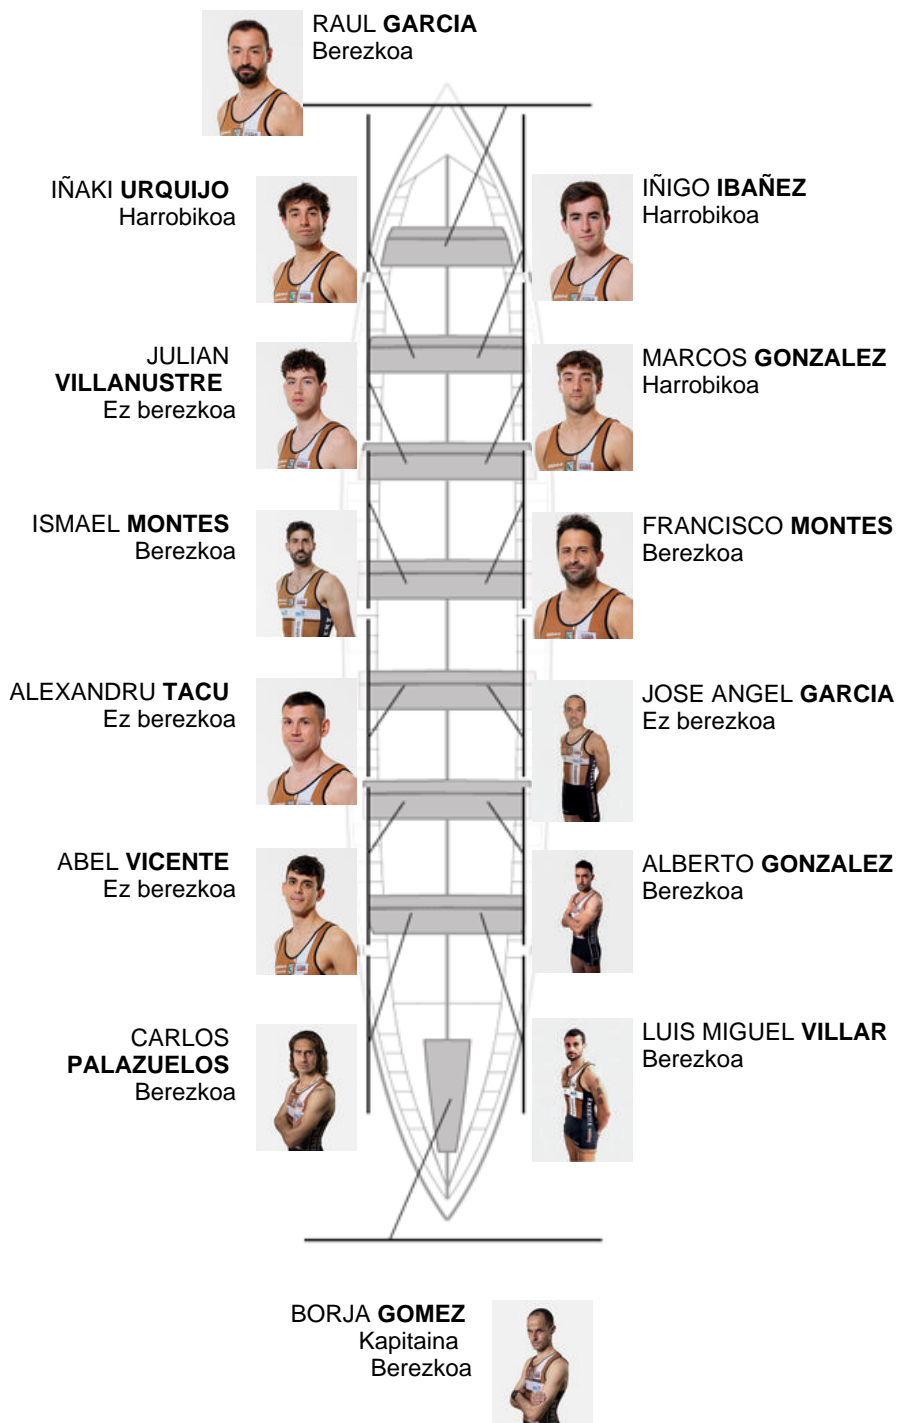 RAUL GARCIA
Berezkoa
IÑAKI URQUIJO
Harrobikoa
IÑIGO IBAÑEZ
Harrobikoa
JULIAN
VILLANUSTRE
Ez berezkoa
MARCOS GONZALEZ
Harrobikoa
ISMAEL MONTES
Berezkoa
FRANCISCO MONTES
Berezkoa
ALEXANDRU TACU
Ez berezkoa
JOSE ANGEL GARCIA
Ez berezkoa
ABEL VICENTE
Ez berezkoa
ALBERTO GONZALEZ
Berezkoa
CARLOS
PALAZUELOS
Berezkoa
LUIS MIGUEL VILLAR
Berezkoa
BORJA GOMEZ
Kapitaina
Berezkoa